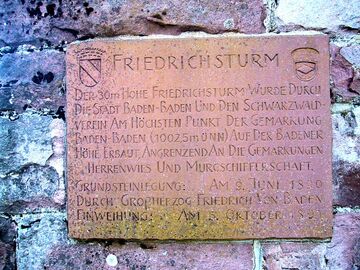 FRIEDRICHSTURM
DER 30m HOHE FRIEDRICHSTURM WURDE DURCH
DIE STADT BADEN-BADEN UND DEN SCHWARZWALD-
VEREIN AM HÖCHSTEN PUNKT DER GEMARKUNG
BADEN-BADEN (1002,5m Ü NN) AUF DER BADENER
HÖHE ERBAUT, ANGRENZEND AN DIE GEMARKUNGEN
HERRENWIES UND MURGSCHIFFERSCHAFT.
GRUNDSTEINLEGUNG: AM 9. JUNI 1890
DURCH GROßHERZOG FRIEDRICH VON BADEN
EINWEIHUNG: AM 5. OKTOBER